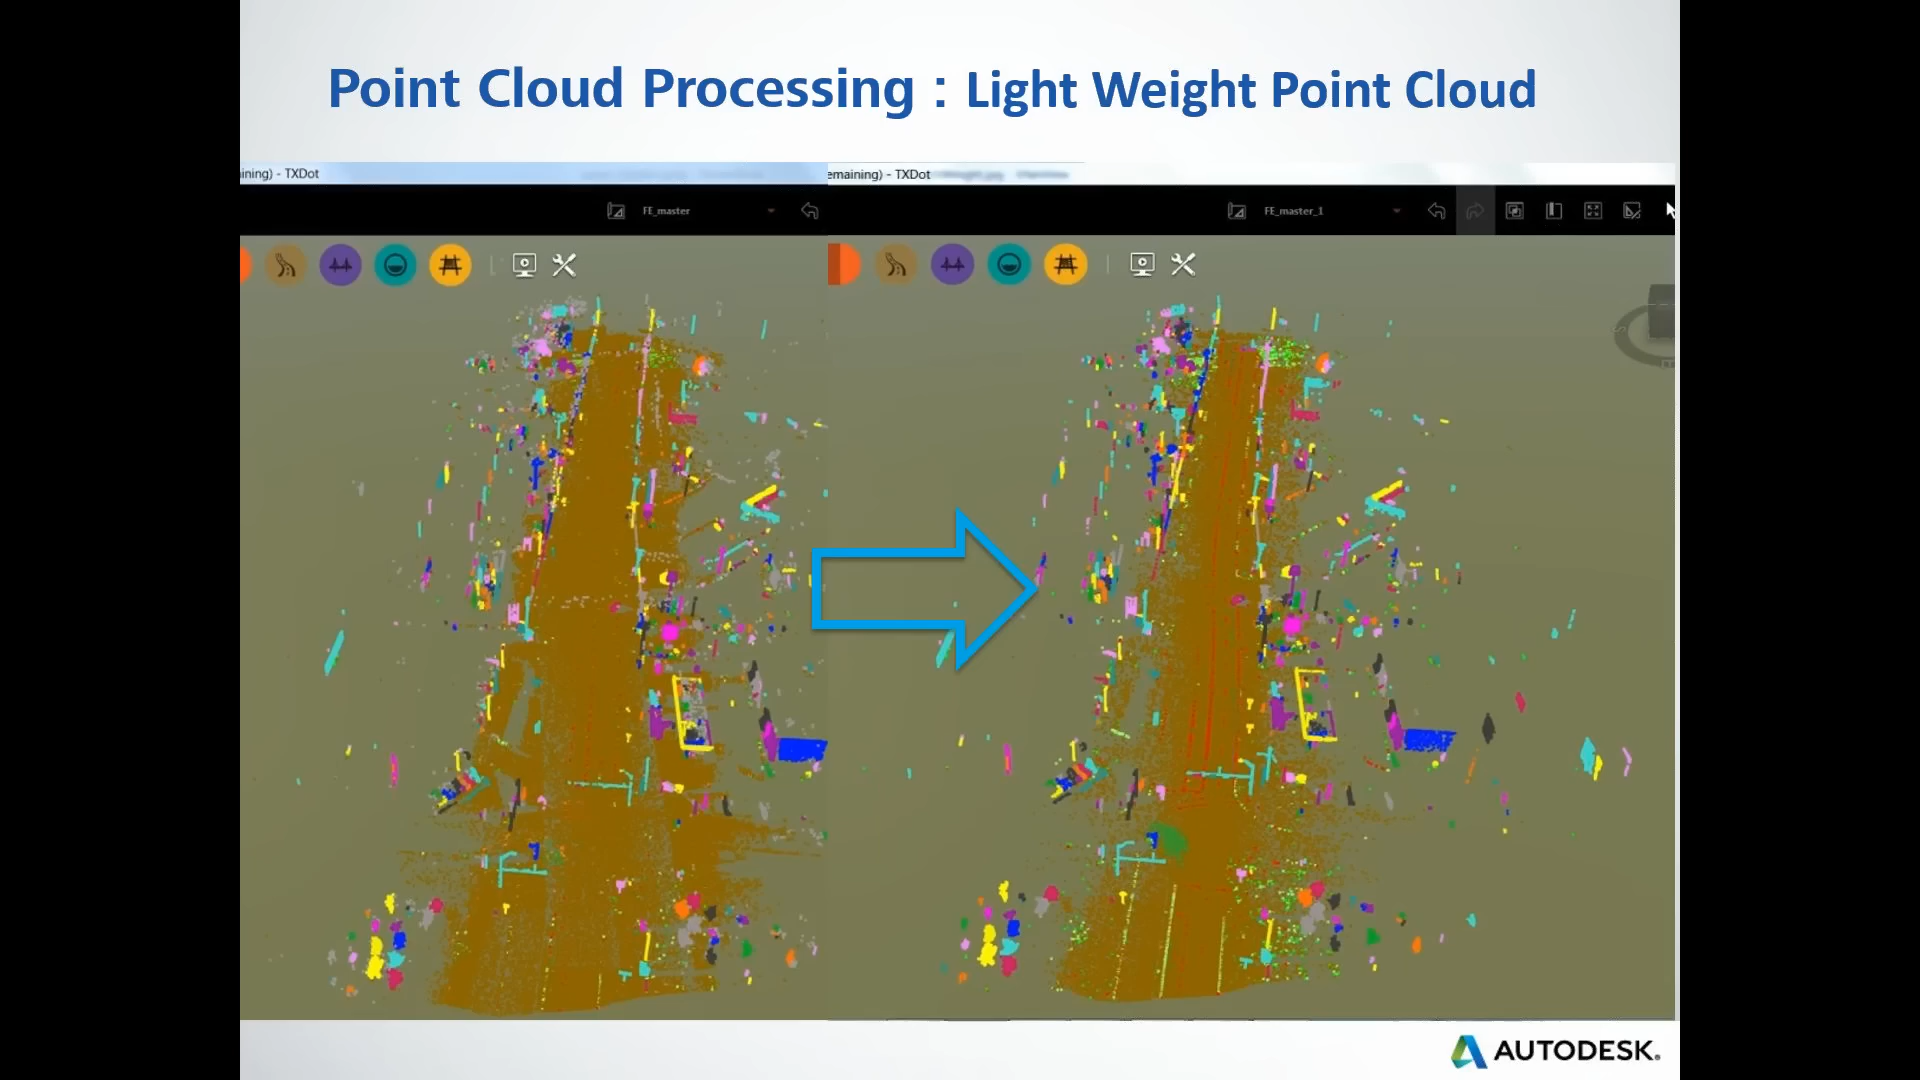 Point Cloud Processing : Light Weight Point Cloud
ining) - TXDot
emaining) - TXDot
FE_master
FE_master_1
AUTODESK.